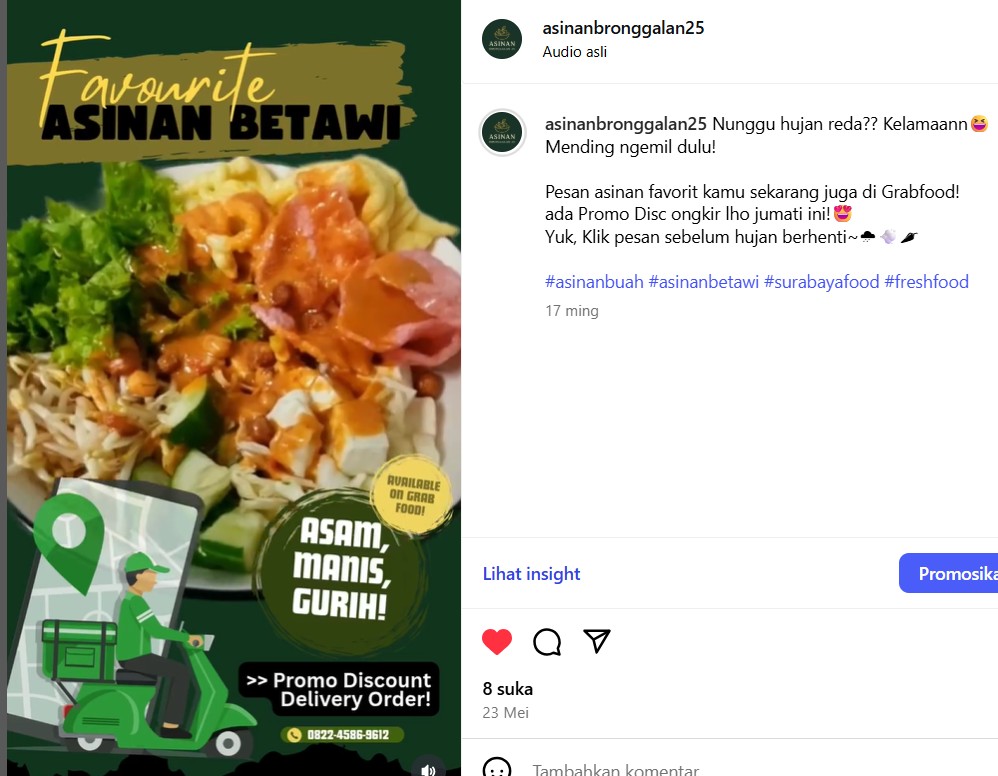 Favourite
ASINAN BETAWI
AVAILABLE
ON GRAB
FOOD!
ASAM,
MANIS,
GURIH!
>> Promo Discount
Delivery Order!
0822-4586-9612
ASINAN
asinanbronggalan25
Audio asli
ASINAN
asinanbronggalan25 Nunggu hujan reda?? Kelamaann😆
Mending ngemil dulu!
Pesan asinan favorit kamu sekarang juga di Grabfood!
ada Promo Disc ongkir lho jumati ini!😍
Yuk, Klik pesan sebelum hujan berhenti~🌧💨🌶
#asinanbuah #asinanbetawi #surabayafood #freshfood
17 ming
Lihat insight
Promosika
8 suka
23 Mei
Tambahkan komentar